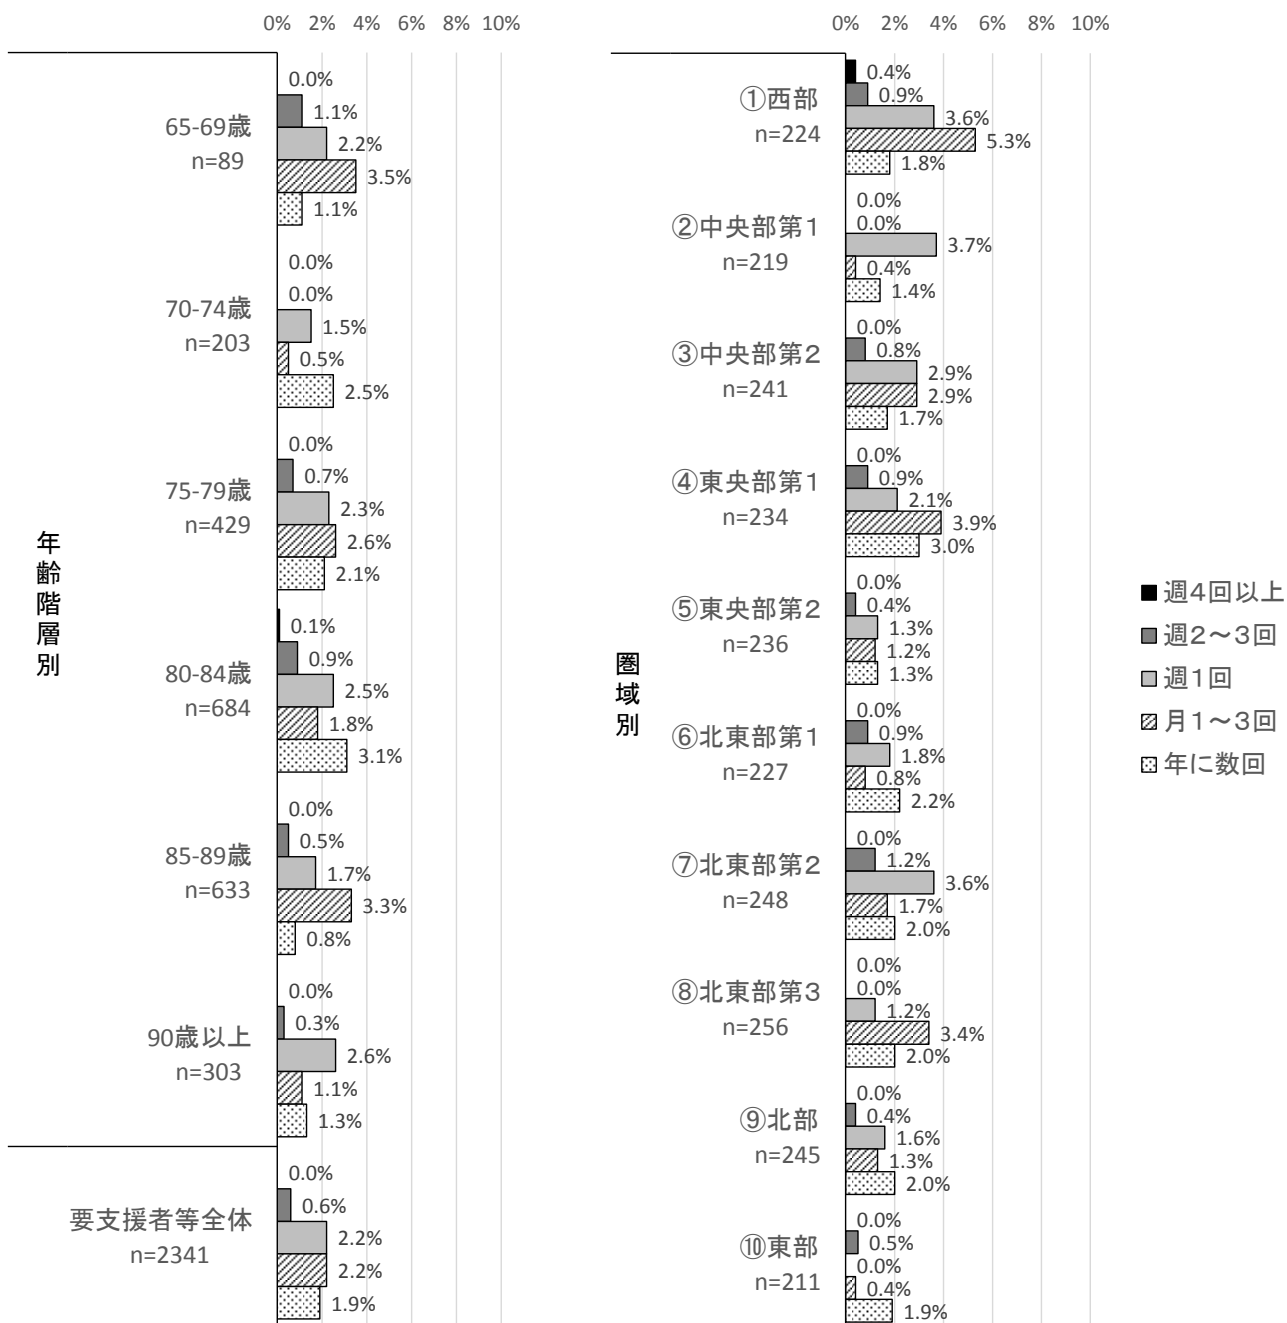 0% 2% 4% 6% 8% 10%
年齢階層別
65-69歳
n=89
0.0%
1.1%
2.2%
3.5%
1.1%
70-74歳
n=203
0.0%
0.0%
1.5%
0.5%
2.5%
75-79歳
n=429
0.0%
0.7%
2.3%
2.6%
2.1%
80-84歳
n=684
0.1%
0.9%
2.5%
1.8%
3.1%
85-89歳
n=633
0.0%
0.5%
1.7%
3.3%
0.8%
90歳以上
n=303
0.0%
0.3%
2.6%
1.1%
1.3%
要支援者等全体
n=2341
0.0%
0.6%
2.2%
2.2%
1.9%
0% 2% 4% 6% 8% 10%
圏域別
①西部
n=224
0.4%
0.9%
3.6%
5.3%
1.8%
②中央部第1
n=219
0.0%
0.0%
3.7%
0.4%
1.4%
③中央部第2
n=241
0.0%
0.8%
2.9%
2.9%
1.7%
④東央部第1
n=234
0.0%
0.9%
2.1%
3.9%
3.0%
⑤東央部第2
n=236
0.0%
0.4%
1.3%
1.2%
1.3%
⑥北東部第1
n=227
0.0%
0.9%
1.8%
0.8%
2.2%
⑦北東部第2
n=248
0.0%
1.2%
3.6%
1.7%
2.0%
⑧北東部第3
n=256
0.0%
0.0%
1.2%
3.4%
2.0%
⑨北部
n=245
0.0%
0.4%
1.6%
1.3%
2.0%
⑩東部
n=211
0.0%
0.5%
0.0%
0.4%
1.9%
週4回以上
週2～3回
週1回
月1～3回
年に数回